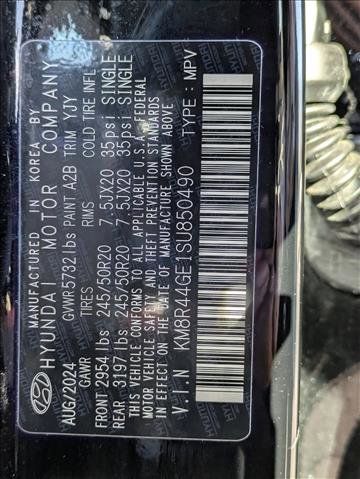 MANUFACTURED IN KOREA BY
HYUNDAI MOTOR COMPANY
AUG/2024 GVWR 5732 lbs PAINT A2B TRIM YJY
GAWR TIRES RIMS COLD TIRE INFL
FRONT 2954 lbs 245/50R20 7.5JX20 35psi SINGLE
REAR 3197 lbs 245/50R20 7.5JX20 35psi SINGLE
THIS VEHICLE CONFORMS TO ALL APPLICABLE U.S.A. FEDERAL
MOTOR VEHICLE SAFETY, BUMPER, AND THEFT PREVENTION STANDARDS
IN EFFECT ON THE DATE OF MANUFACTURE SHOWN ABOVE
V.I.N KM8R44GE1SU850490 TYPE : MPV